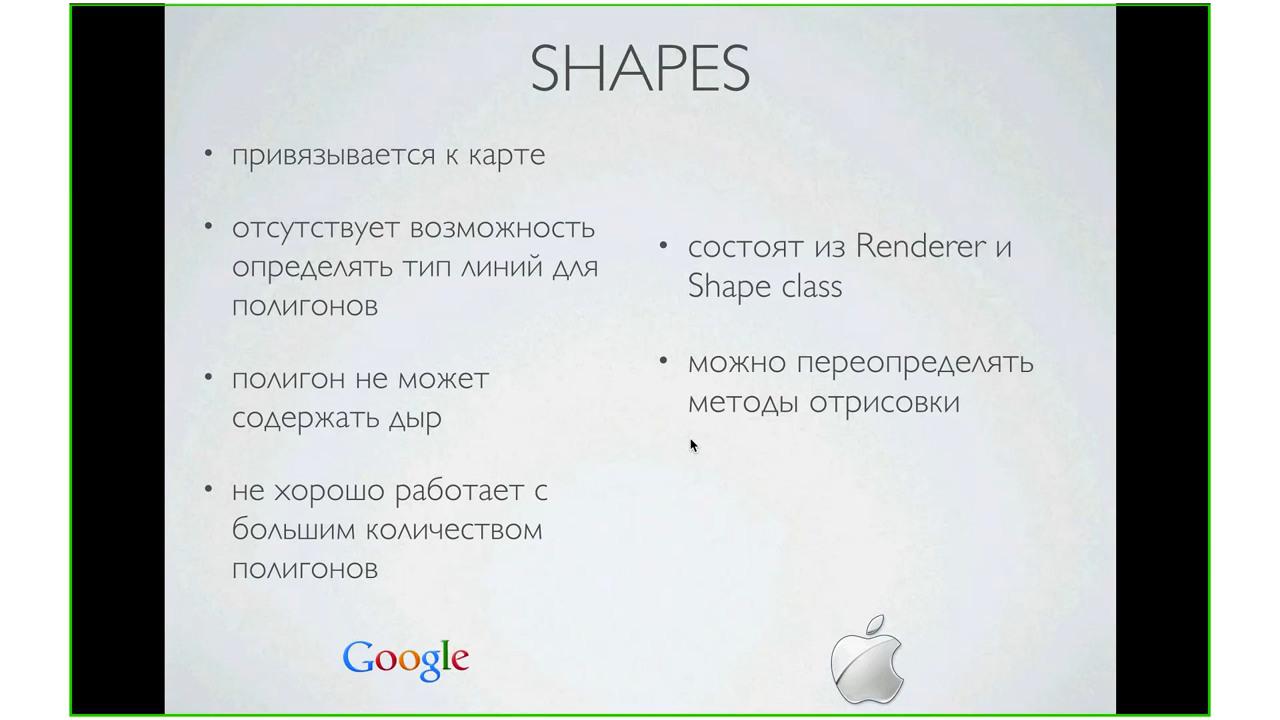 SHAPES
• привязывается к карте
• отсутствует возможность
определять тип линий для
полигонов
• полигон не может
содержать дыр
• не хорошо работает с
большим количеством
полигонов
Google
• состоят из Renderer и
Shape class
• можно переопределять
методы отрисовки